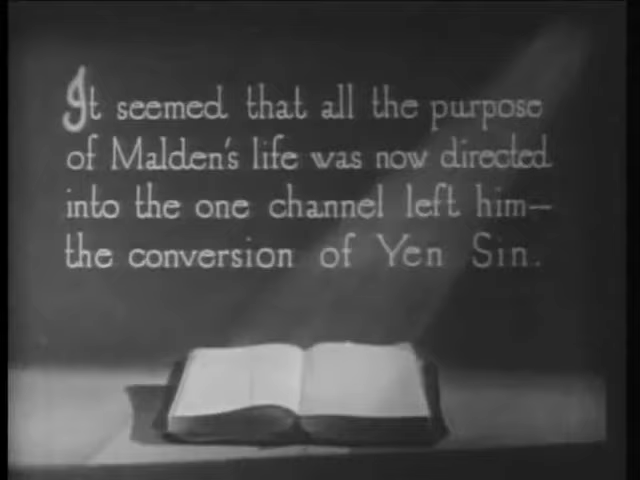 It seemed that all the purpose
of Malden's life was now directed
into the one channel left him—
the conversion of Yen Sin.